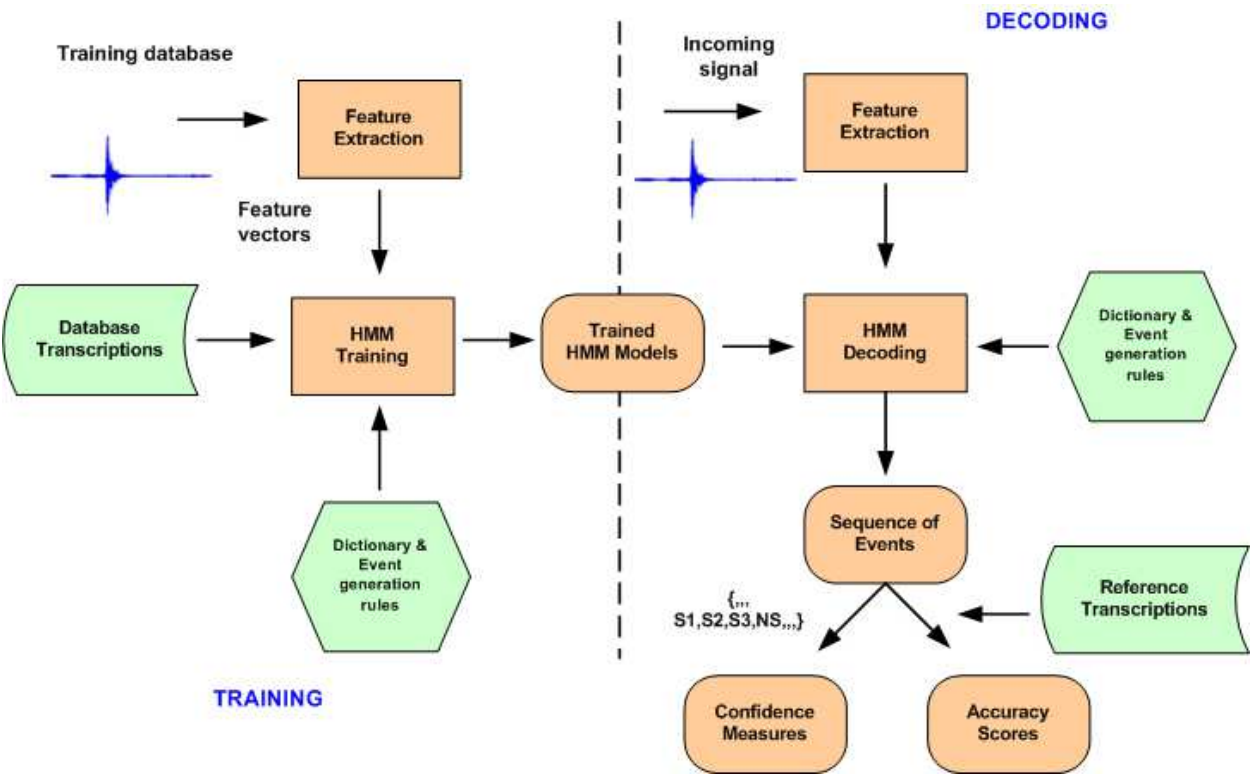 DECODING
Training database
Incoming
signal
Feature
Extraction
Feature
Extraction
Feature
vectors
Database
Transcriptions
HMM
Training
Trained
HMM Models
HMM
Decoding
Dictionary &
Event
generation
rules
Dictionary &
Event
generation
rules
Sequence of
Events
{,,,
S1,S2,S3,NS,,,}
Reference
Transcriptions
TRAINING
Confidence
Measures
Accuracy
Scores